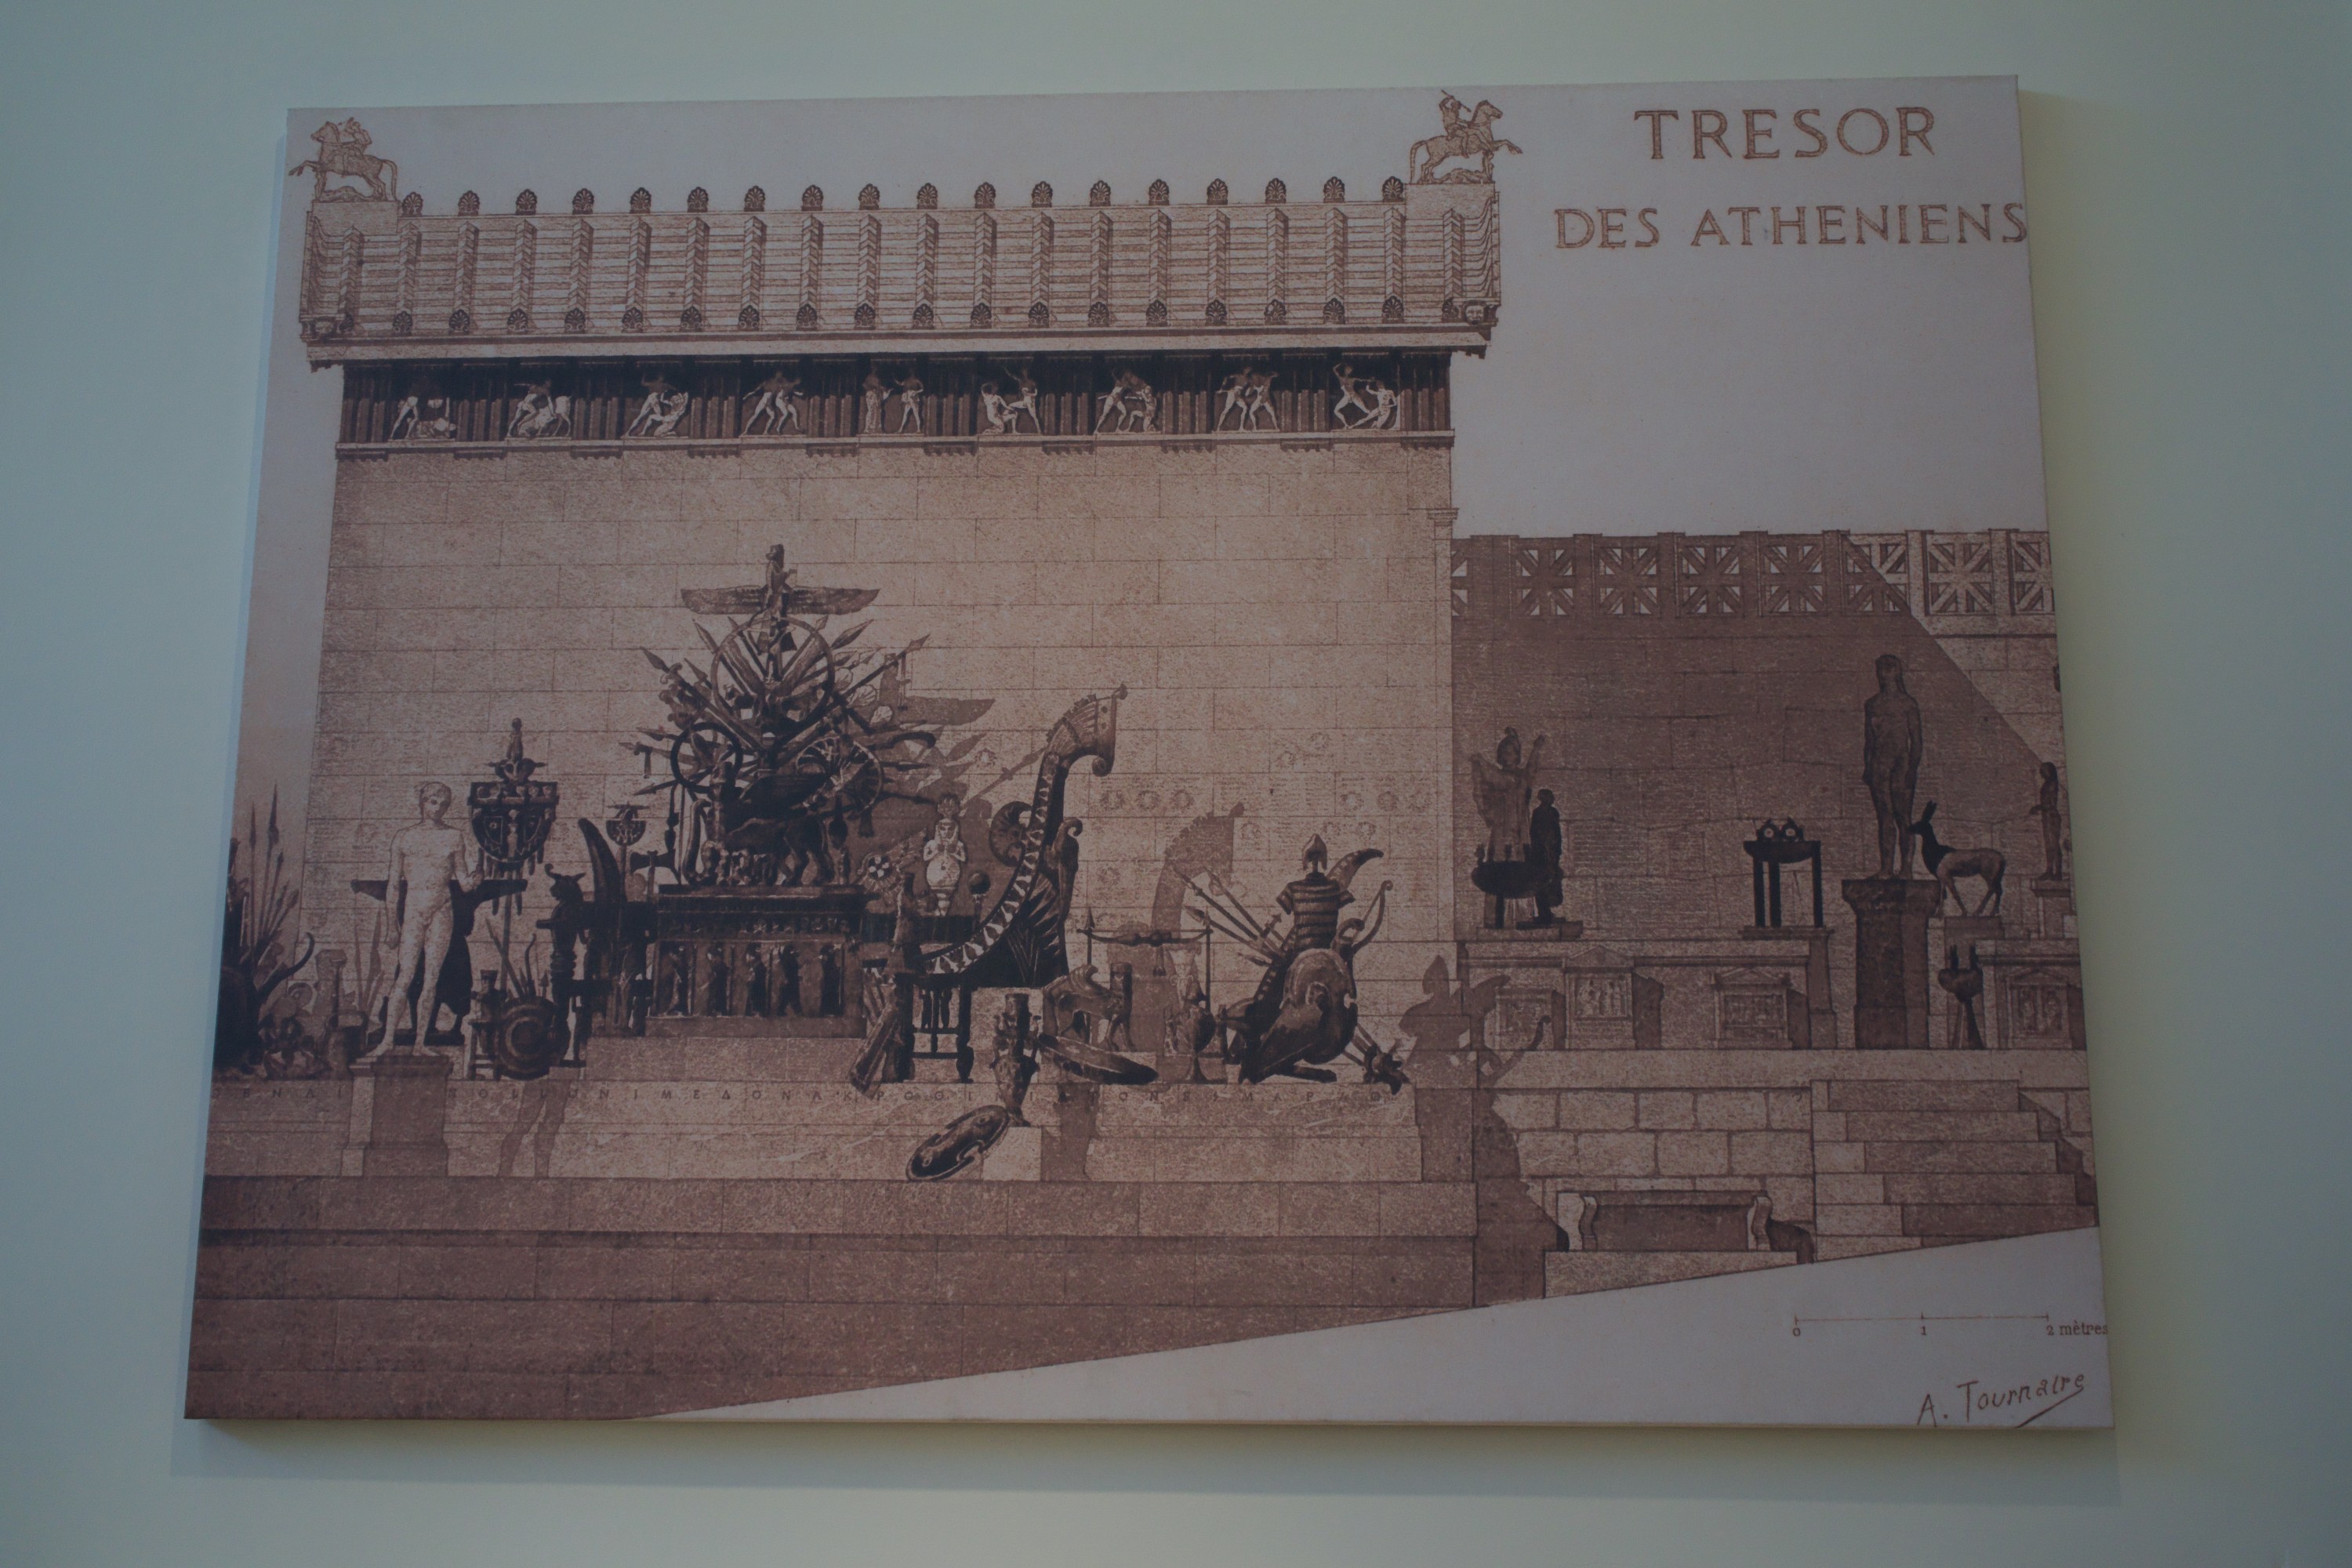 TRESOR
DES ATHENIENS
0 1 2 mètres
A. Tournaire